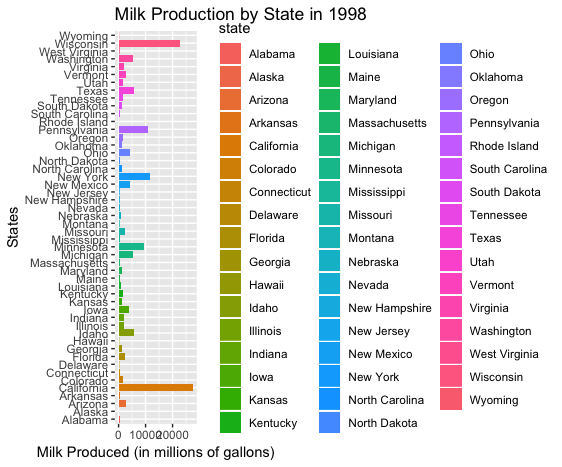 Milk Production by State in 1998
States
Wyoming
Wisconsin
West Virginia
Washington
Virginia
Vermont
Utah
Texas
Tennessee
South Dakota
South Carolina
Rhode Island
Pennsylvania
Oregon
Oklahoma
Ohio
North Dakota
North Carolina
New York
New Mexico
New Jersey
New Hampshire
Nevada
Nebraska
Montana
Missouri
Mississippi
Minnesota
Michigan
Massachusetts
Maryland
Maine
Louisiana
Kentucky
Kansas
Iowa
Indiana
Illinois
Idaho
Hawaii
Georgia
Florida
Delaware
Connecticut
Colorado
California
Arkansas
Arizona
Alaska
Alabama
0 10000 20000
Milk Produced (in millions of gallons)
state
Alabama
Alaska
Arizona
Arkansas
California
Colorado
Connecticut
Delaware
Florida
Georgia
Hawaii
Idaho
Illinois
Indiana
Iowa
Kansas
Kentucky
Louisiana
Maine
Maryland
Massachusetts
Michigan
Minnesota
Mississippi
Missouri
Montana
Nebraska
Nevada
New Hampshire
New Jersey
New Mexico
New York
North Carolina
North Dakota
Ohio
Oklahoma
Oregon
Pennsylvania
Rhode Island
South Carolina
South Dakota
Tennessee
Texas
Utah
Vermont
Virginia
Washington
West Virginia
Wisconsin
Wyoming